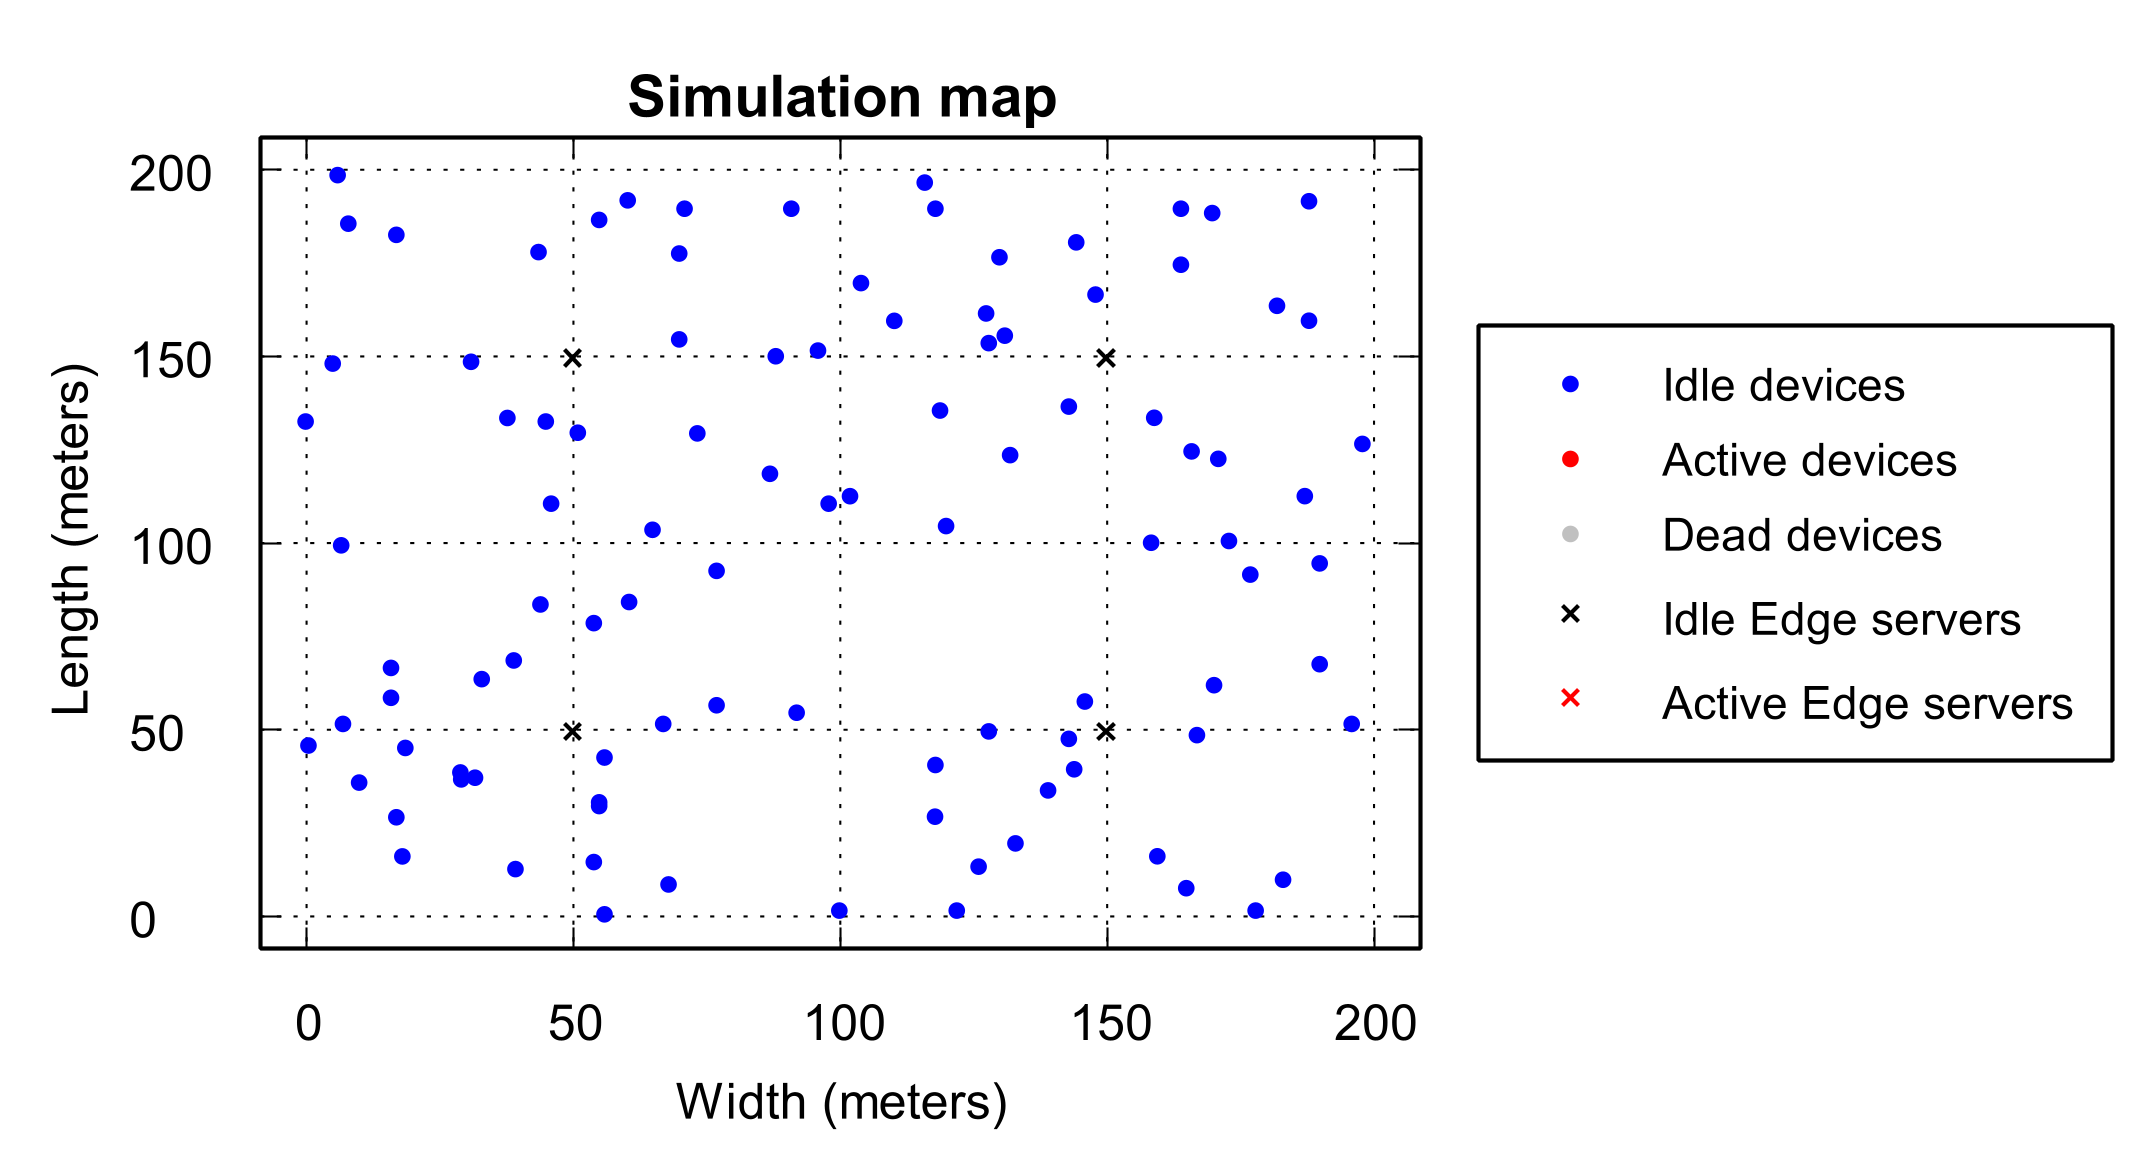 Simulation map
200
150
100
50
0
Length (meters)
0 50 100 150 200
Width (meters)
Idle devices
Active devices
Dead devices
Idle Edge servers
Active Edge servers